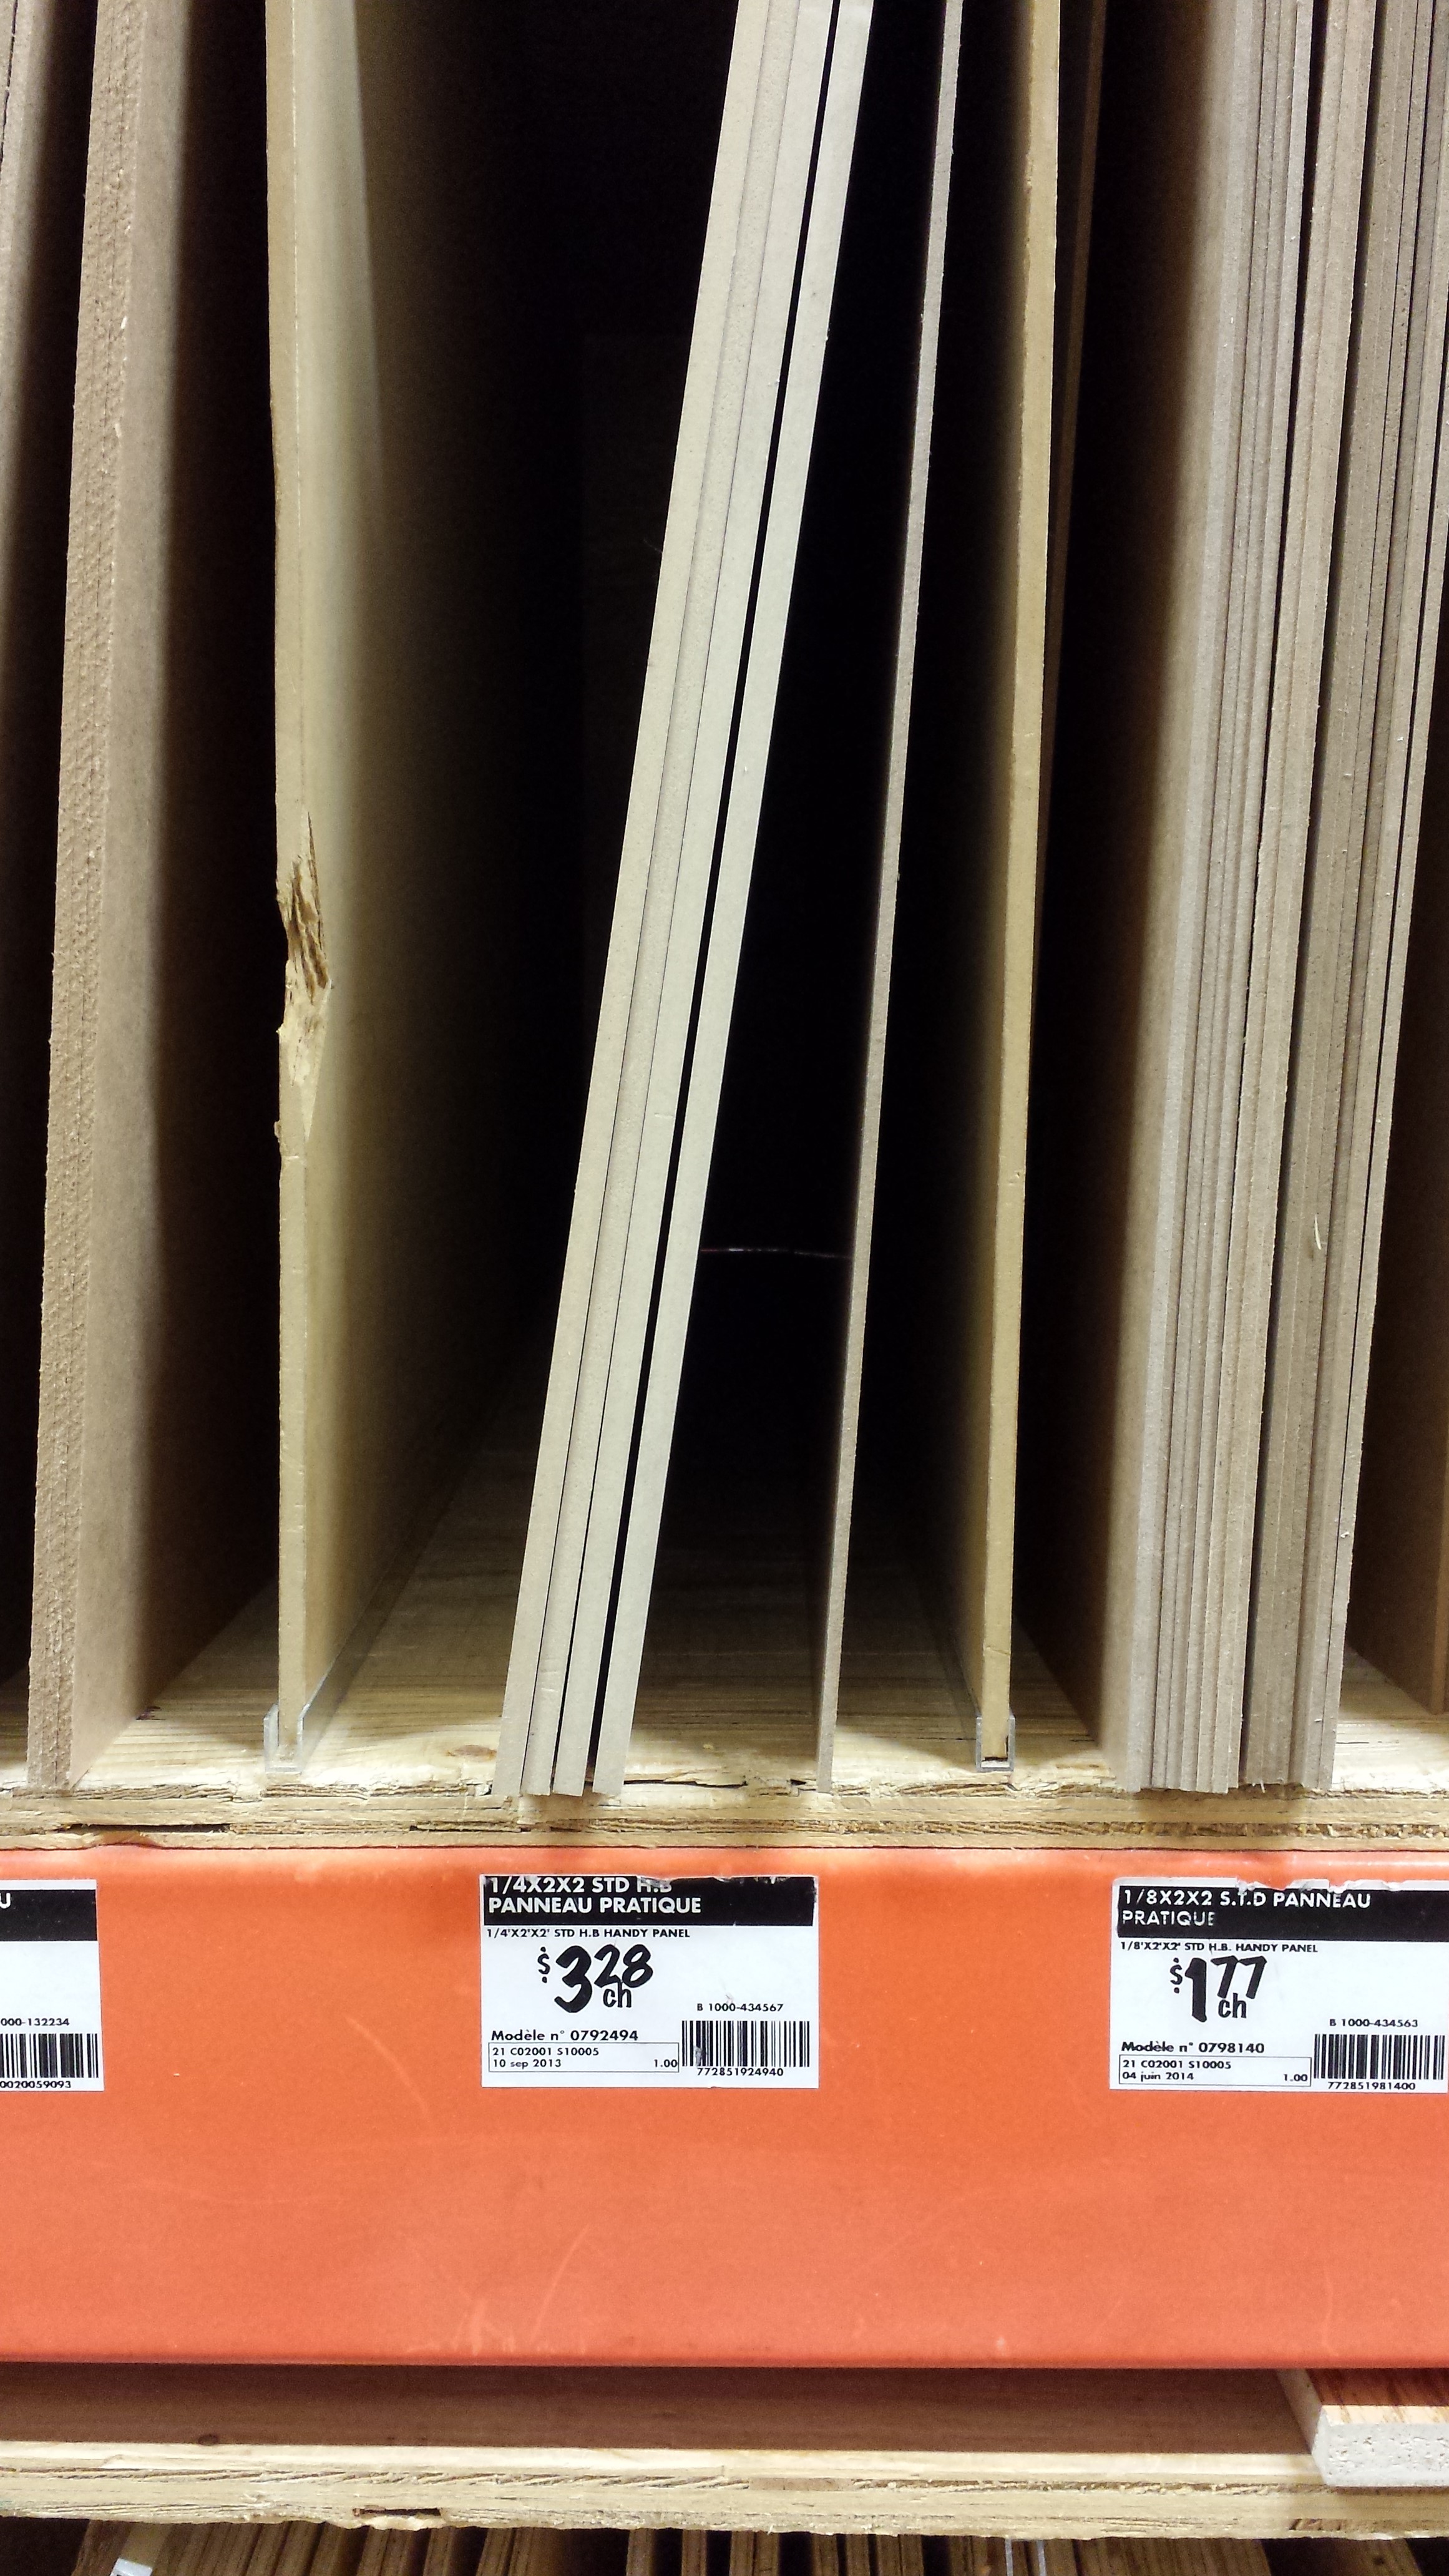 U
000-132234
0020059093
1/4X2X2 STD H.B
PANNEAU PRATIQUE
1/4'X2'X2' STD H.B HANDY PANEL
$3.28
ch
B 1000-434567
Modèle n° 0792494
21 C02001 S10005
10 sep 2013 1.00
772851924940
1/8X2X2 S.T.D PANNEAU
PRATIQUE
1/8'X2'X2' STD H.B. HANDY PANEL
$1.77
ch
B 1000-434563
Modèle n° 0798140
21 C02001 S10005
04 juin 2014 1.00
772851981400